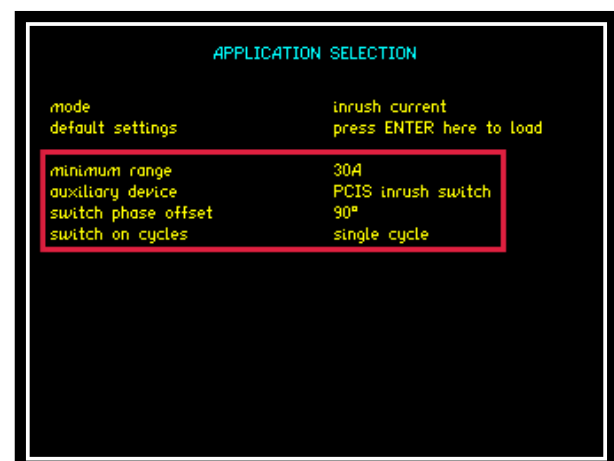 APPLICATION SELECTION
mode inrush current
default settings press ENTER here to load
minimum range 30A
auxiliary device PCIS inrush switch
switch phase offset 90°
switch on cycles single cycle